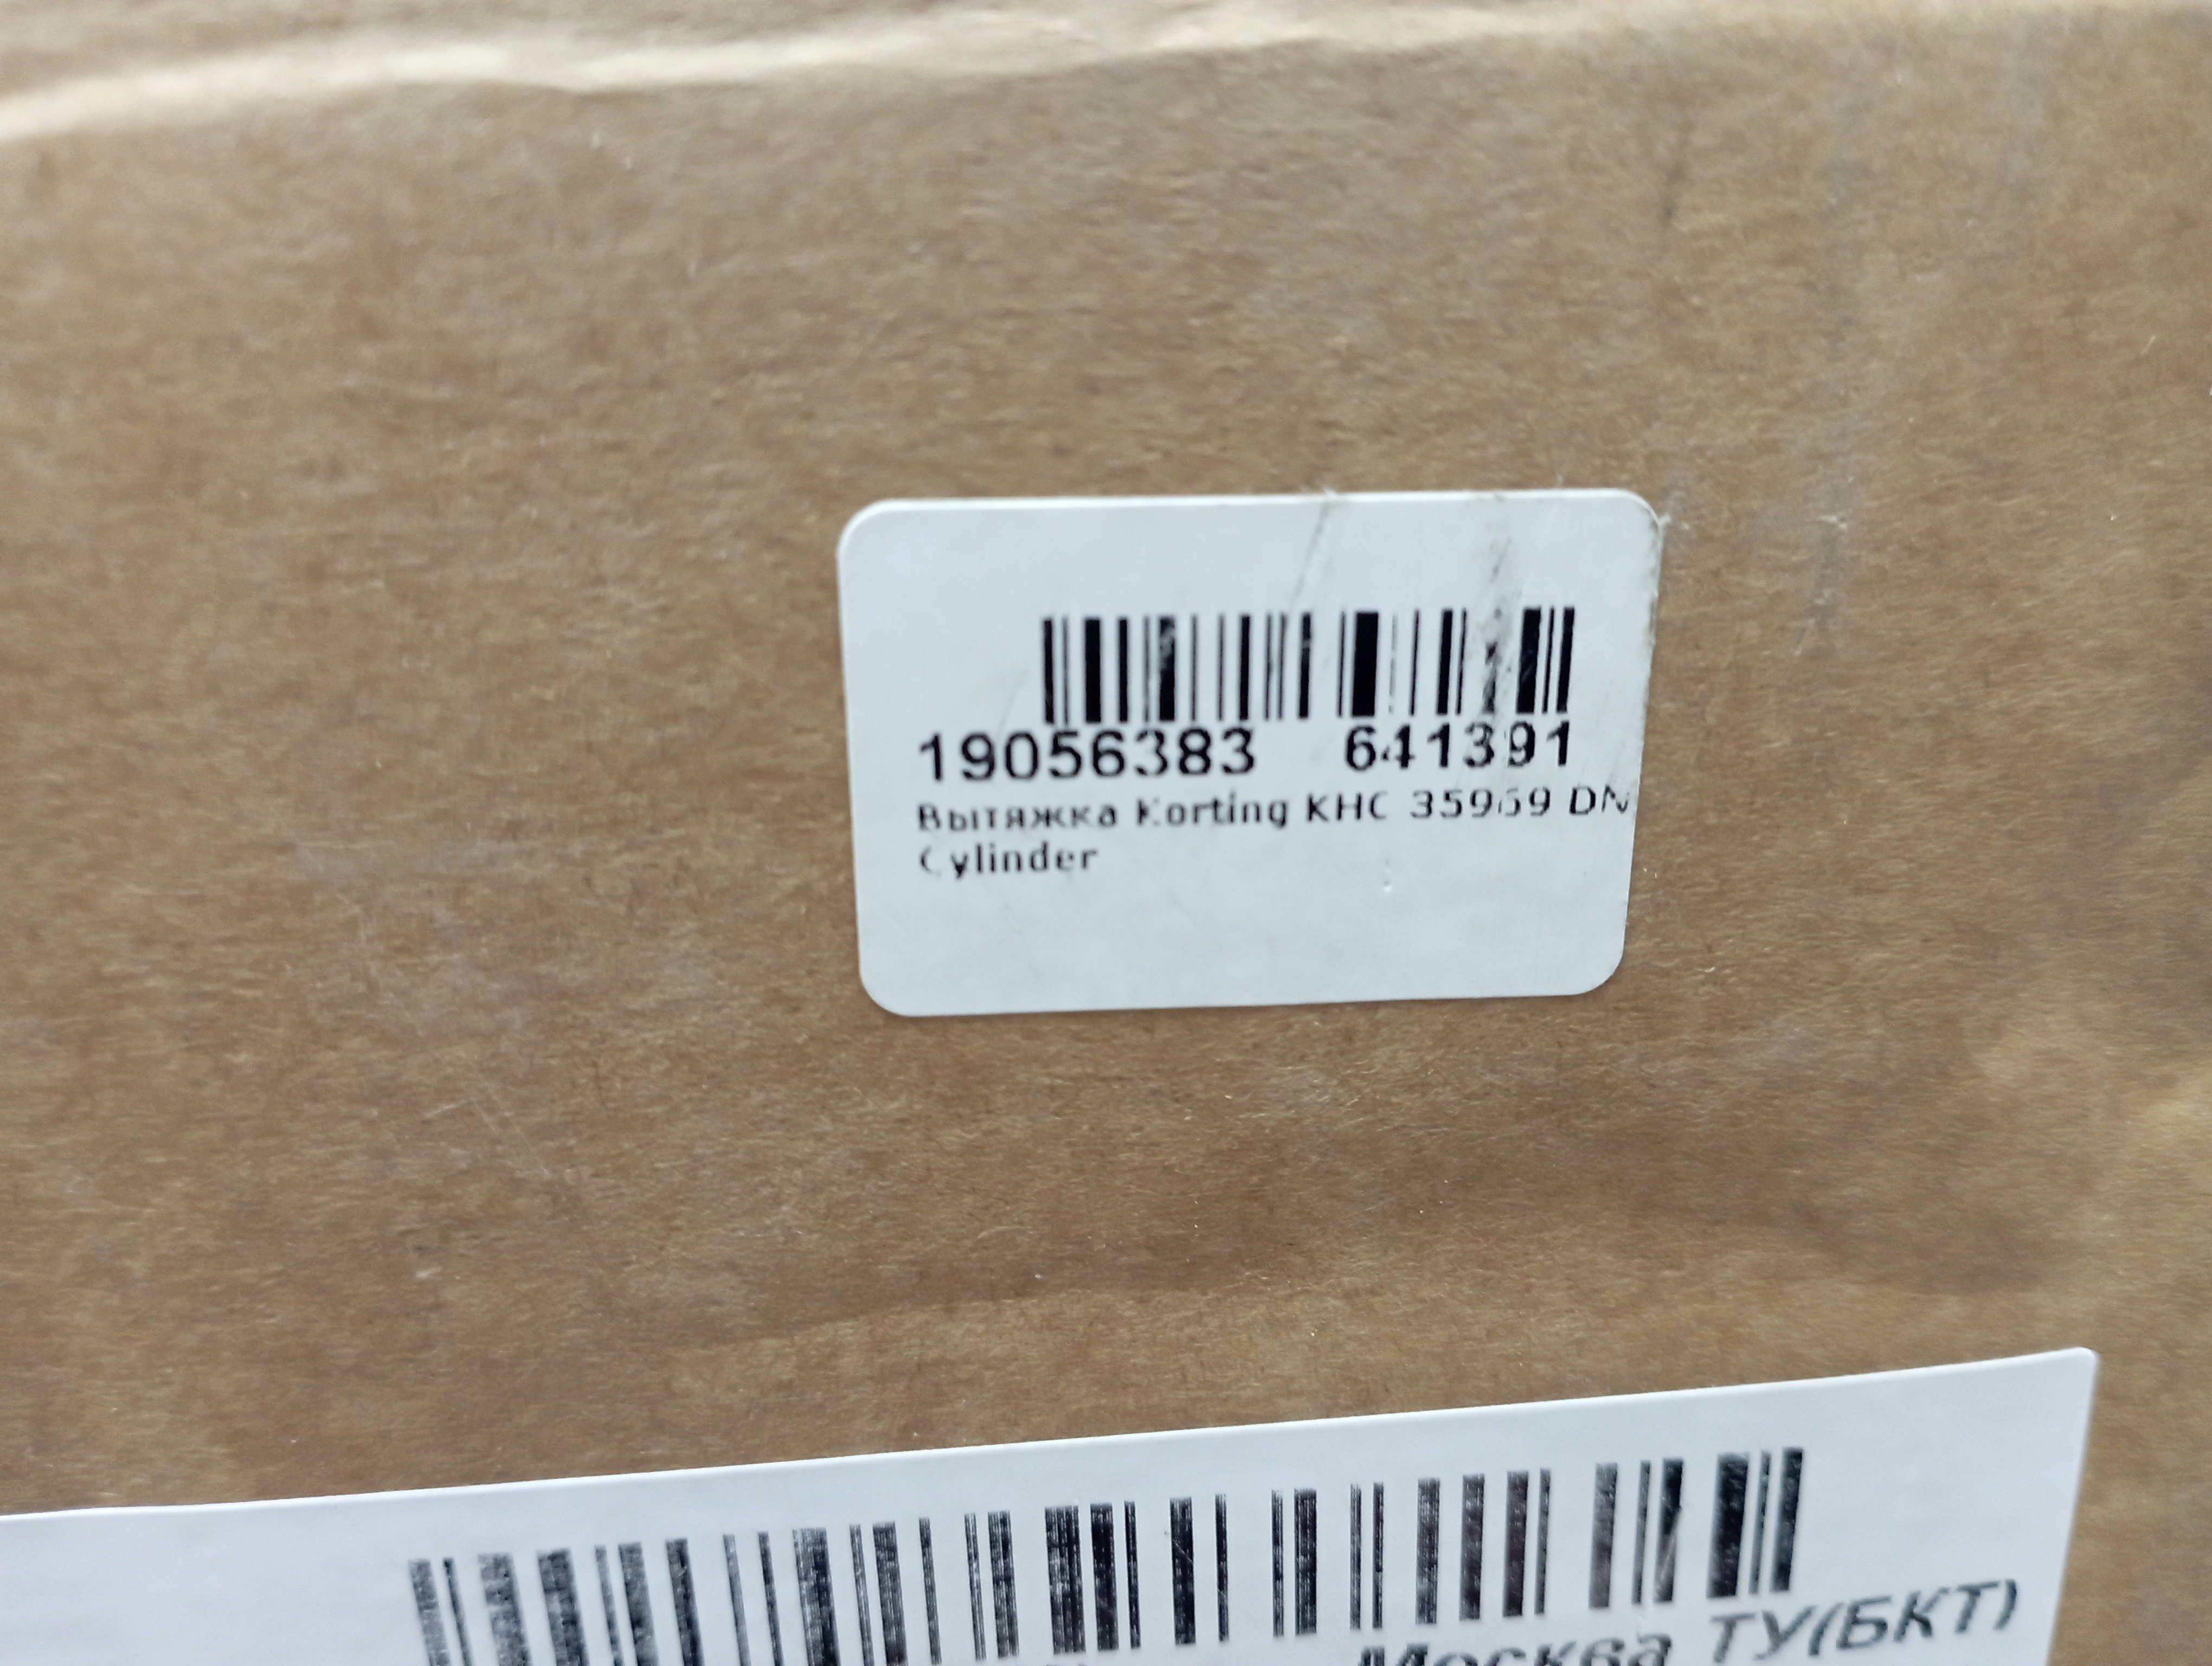 19056383 641391
Вытяжка Korting KHC 35969 DN
Cylinder
Москва ТУ(БКТ)